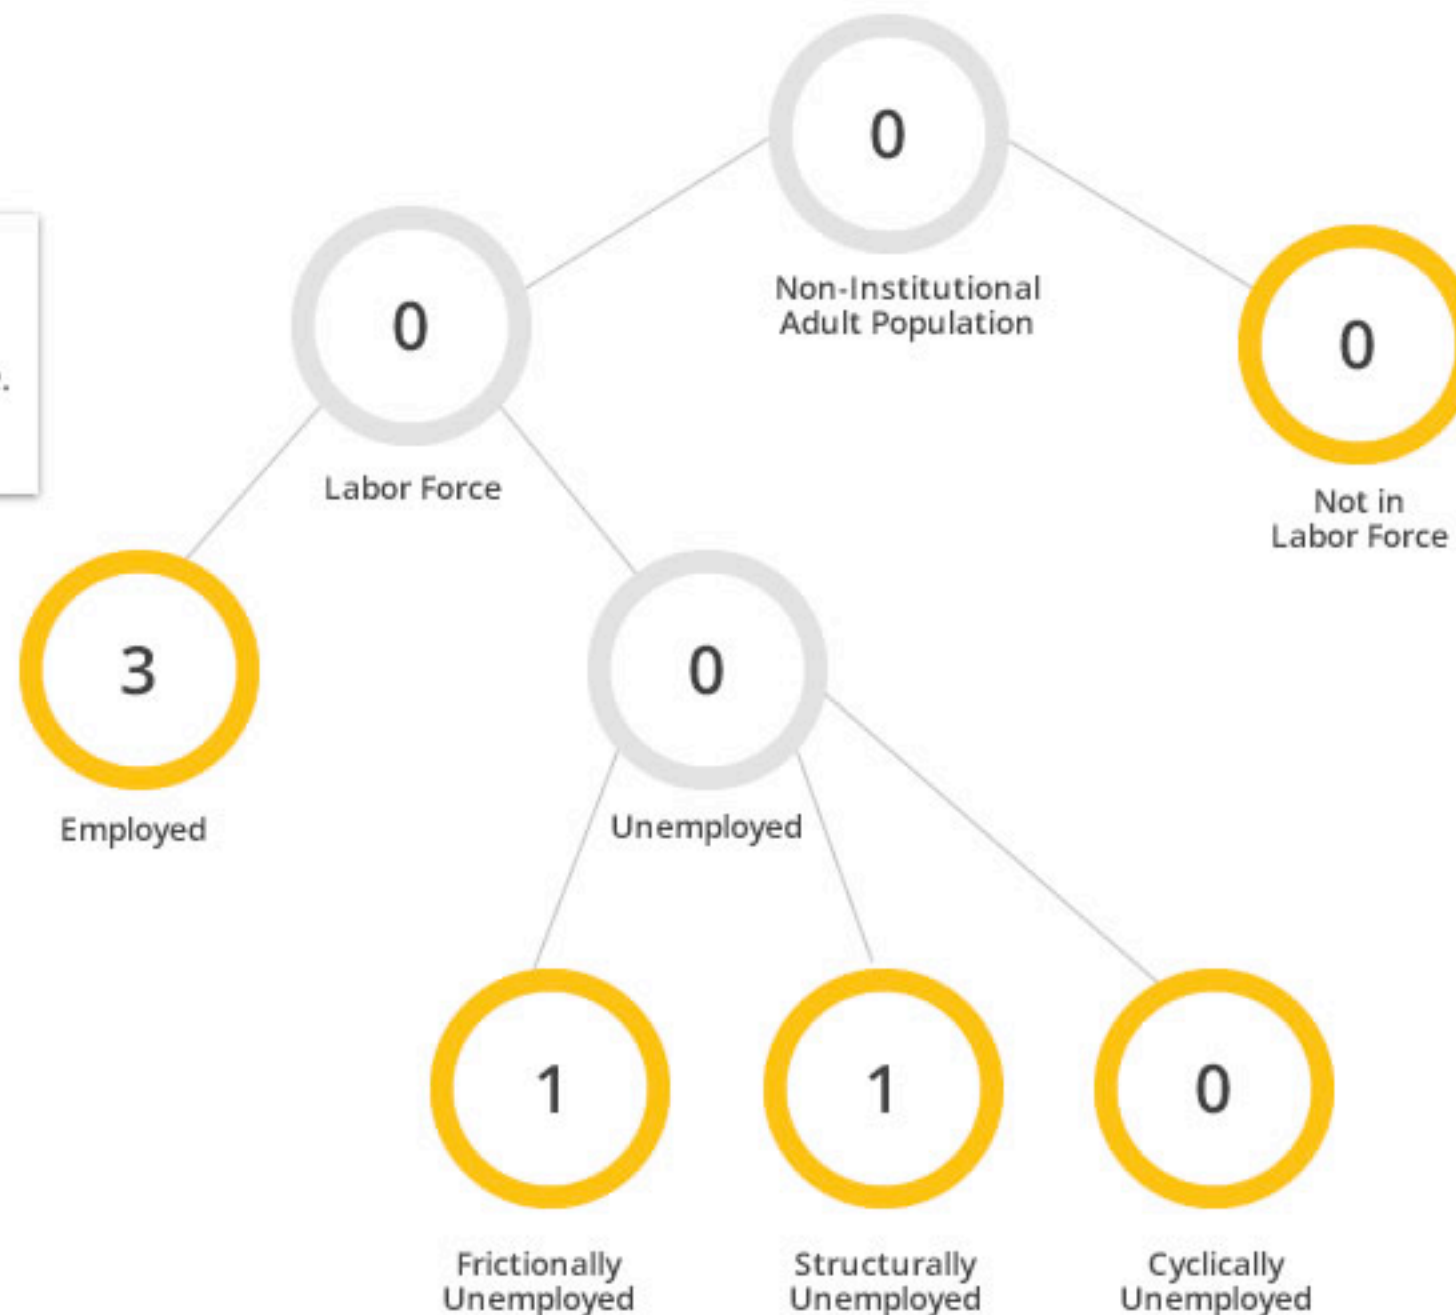 0
Non-Institutional
Adult Population
0
Labor Force
0
Not in
Labor Force
3
Employed
0
Unemployed
1
Frictionally
Unemployed
1
Structurally
Unemployed
0
Cyclically
Unemployed